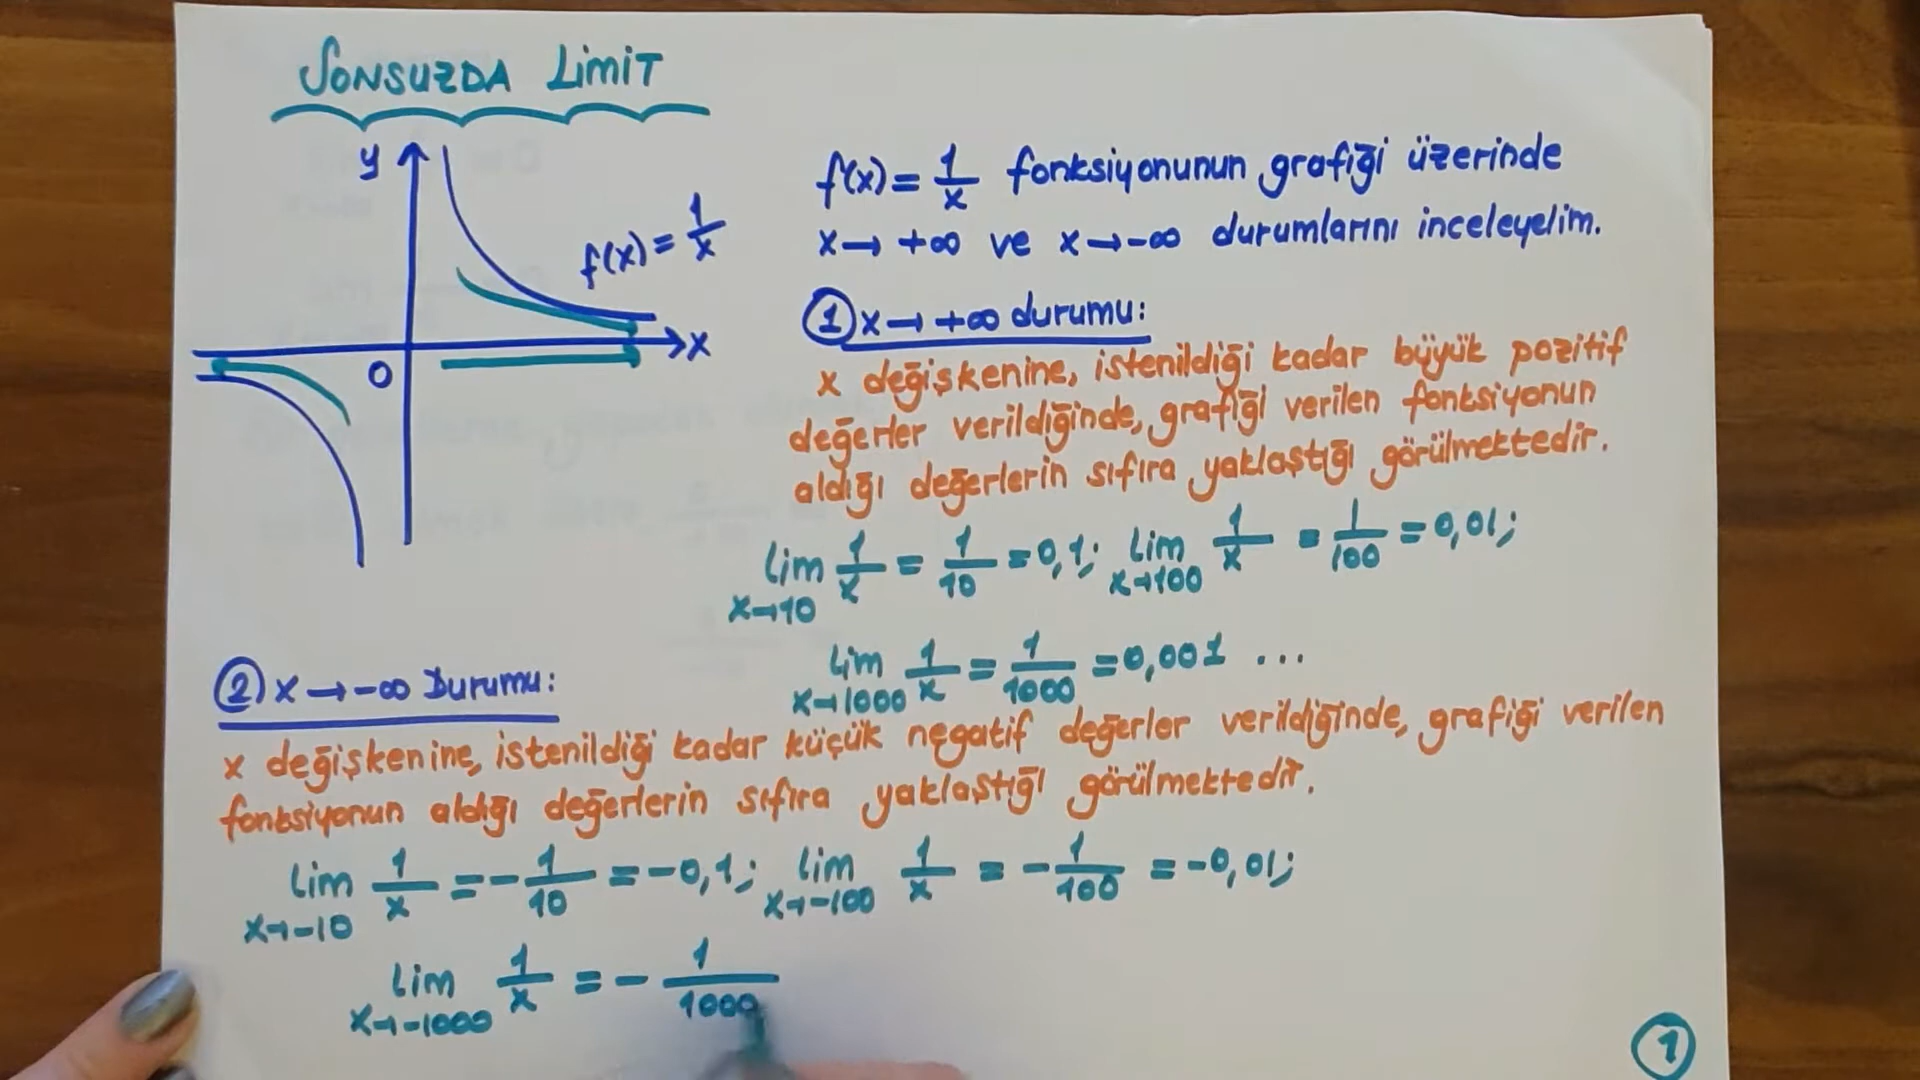 SONSUZDA LİMİT
y
f(x) = 1/x
x
0
f(x) = 1/x fonksiyonunun grafiği üzerinde
x → +∞ ve x → -∞ durumlarını inceleyelim.
① x → +∞ durumu:
x değişkenine, istenildiği kadar büyük pozitif
değerler verildiğinde, grafiği verilen fonksiyonun
aldığı değerlerin sıfıra yaklaştığı görülmektedir.
lim x→10 1/x = 1/10 = 0,1; lim x→100 1/x = 1/100 = 0,01;
lim x→1000 1/x = 1/1000 = 0,001 ...
② x → -∞ Durumu:
x değişkenine, istenildiği kadar küçük negatif değerler verildiğinde, grafiği verilen
fonksiyonun aldığı değerlerin sıfıra yaklaştığı görülmektedir.
lim x→-10 1/x = -1/10 = -0,1; lim x→-100 1/x = -1/100 = -0,01;
lim x→-1000 1/x = - 1/1000
①